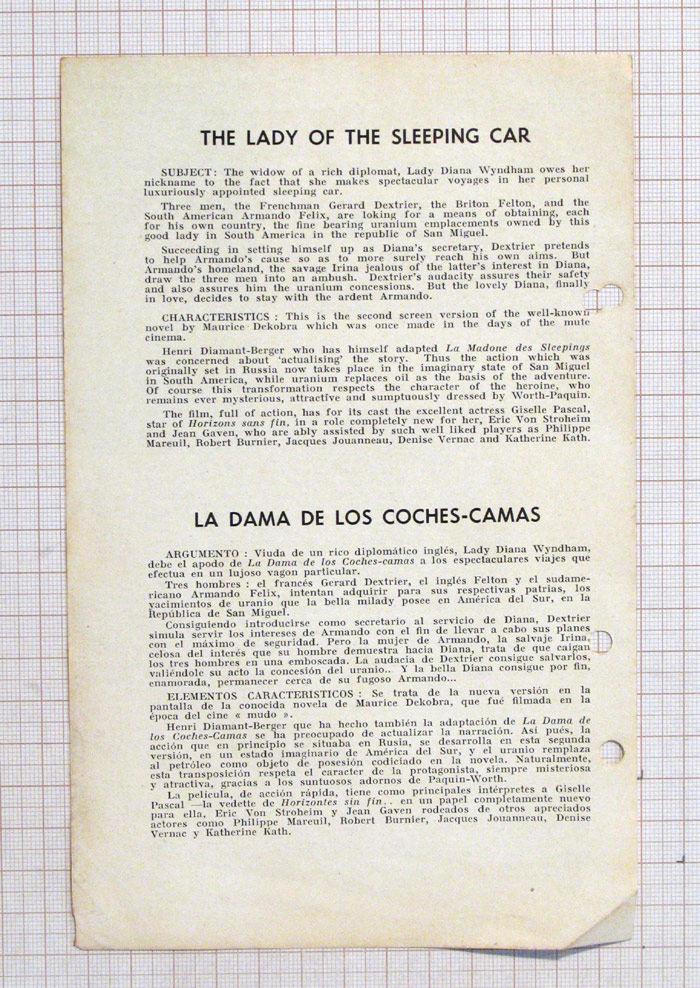 THE LADY OF THE SLEEPING CAR
SUBJECT: The widow of a rich diplomat, Lady Diana Wyndham owes her
nickname to the fact that she makes spectacular voyages in her personal
luxuriously appointed sleeping car.
Three men, the Frenchman Gerard Dextrier, the Briton Felton, and the
South American Armando Felix, are loking for a means of obtaining, each
for his own country, the fine bearing uranium emplacements owned by this
good lady in South America in the republic of San Miguel.
Succeeding in setting himself up as Diana's secretary, Dextrier pretends
to help Armando's cause so as to more surely reach his own aims. But
Armando's homeland, the savage Irina jealous of the latter's interest in Diana,
draw the three men into an ambush. Dextrier's audacity assures their safety
and also assures him the uranium concessions. But the lovely Diana, finally
in love, decides to stay with the ardent Armando.
CHARACTERISTICS : This is the second screen version of the well-known
novel by Maurice Dekobra which was once made in the days of the mute
cinema.
Henri Diamant-Berger who has himself adapted La Madone des Sleepings
was concerned about 'actualising' the story. Thus the action which was
originally set in Russia now takes place in the imaginary state of San Miguel
in South America, while uranium replaces oil as the basis of the adventure.
Of course this transformation respects the character of the heroine, who
remains ever mysterious, attractive and sumptuously dressed by Worth-Paquin.
The film, full of action, has for its cast the excellent actress Giselle Pascal,
star of Horizons sans fin, in a role completely new for her, Eric Von Stroheim
and Jean Gaven, who are ably assisted by such well liked players as Philippe
Mareuil, Robert Burnier, Jacques Jouanneau, Denise Vernac and Katherine Kath.
LA DAMA DE LOS COCHES-CAMAS
ARGUMENTO : Viuda de un rico diplomático inglés, Lady Diana Wyndham,
debe el apodo de La Dama de los Coches-camas a los espectaculares viajes que
efectua en un lujoso vagon particular.
Tres hombres : el francés Gerard Dextrier, el inglés Felton y el sudame-
ricano Armando Felix, intentan adquirir para sus respectivas patrias, los
yacimientos de uranio que la bella milady posee en América del Sur, en la
República de San Miguel.
Consiguiendo introducirse como secretario al servicio de Diana, Dextrier
simula servir los intereses de Armando con el fin de llevar a cabo sus planes
con el máximo de seguridad. Pero la mujer de Armando, la salvaje Irina,
celosa del interés que su hombre demuestra hacia Diana, trata de que caigan
los tres hombres en una emboscada. La audacia de Dextrier consigue salvarlos,
valiéndole su acto la concesión del uranio.. Y la bella Diana consigue por fin,
enamorada, permanecer cerca de su fugoso Armando...
ELEMENTOS CARACTERISTICOS : Se trata de la nueva versión en la
pantalla de la conocida novela de Maurice Dekobra, que fué filmada en la
época del cine « mudo ».
Henri Diamant-Berger que ha hecho también la adaptación de La Dama de
los Coches-Camas se ha preocupado de actualizar la narración. Así pués, la
acción que en principio se situaba en Rusia, se desarrolla en esta segunda
versión, en un estado imaginario de América del Sur, y el uranio remplaza
al petróleo como objeto de posesión codiciado en la novela. Naturalmente,
esta transposición respeta el caracter de la protagonista, siempre misteriosa
y atractiva, gracias a los suntuosos adornos de Paquin-Worth.
La película, de acción rápida, tiene como principales intérpretes a Giselle
Pascal —la vedette de Horizontes sin fin.. en un papel completamente nuevo
para ella, Eric Von Stroheim y Jean Gaven rodeados de otros apreciados
actores como Philippe Mareuil, Robert Burnier, Jacques Jouanneau, Denise
Vernac y Katherine Kath.